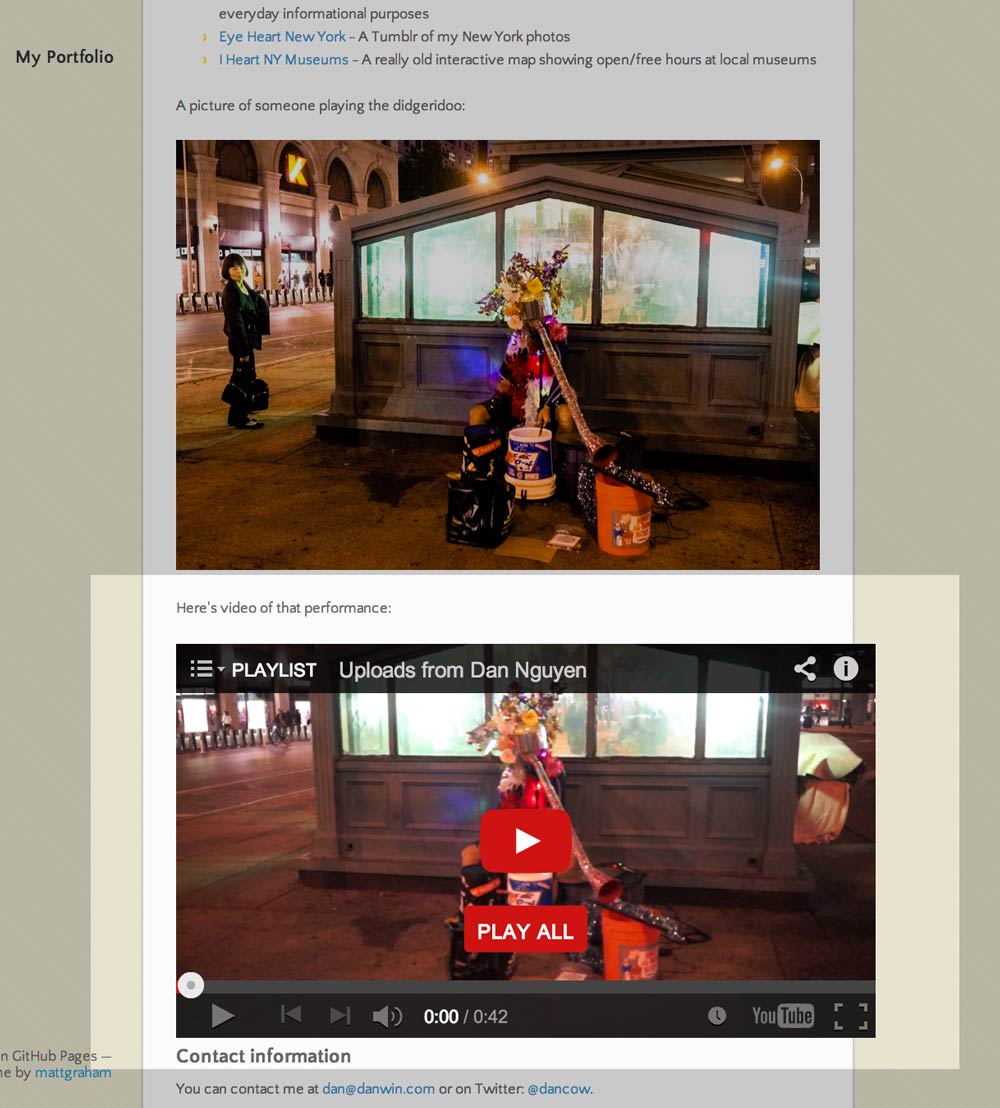 everyday informational purposes
› Eye Heart New York - A Tumblr of my New York photos
My Portfolio
› I Heart NY Museums - A really old interactive map showing open/free hours at local museums
A picture of someone playing the didgeridoo:
K
Here's video of that performance:
PLAYLIST Uploads from Dan Nguyen
PLAY ALL
0:00 / 0:42 YouTube
n GitHub Pages —
Contact information
ne by mattgraham
You can contact me at dan@danwin.com or on Twitter: @dancow.